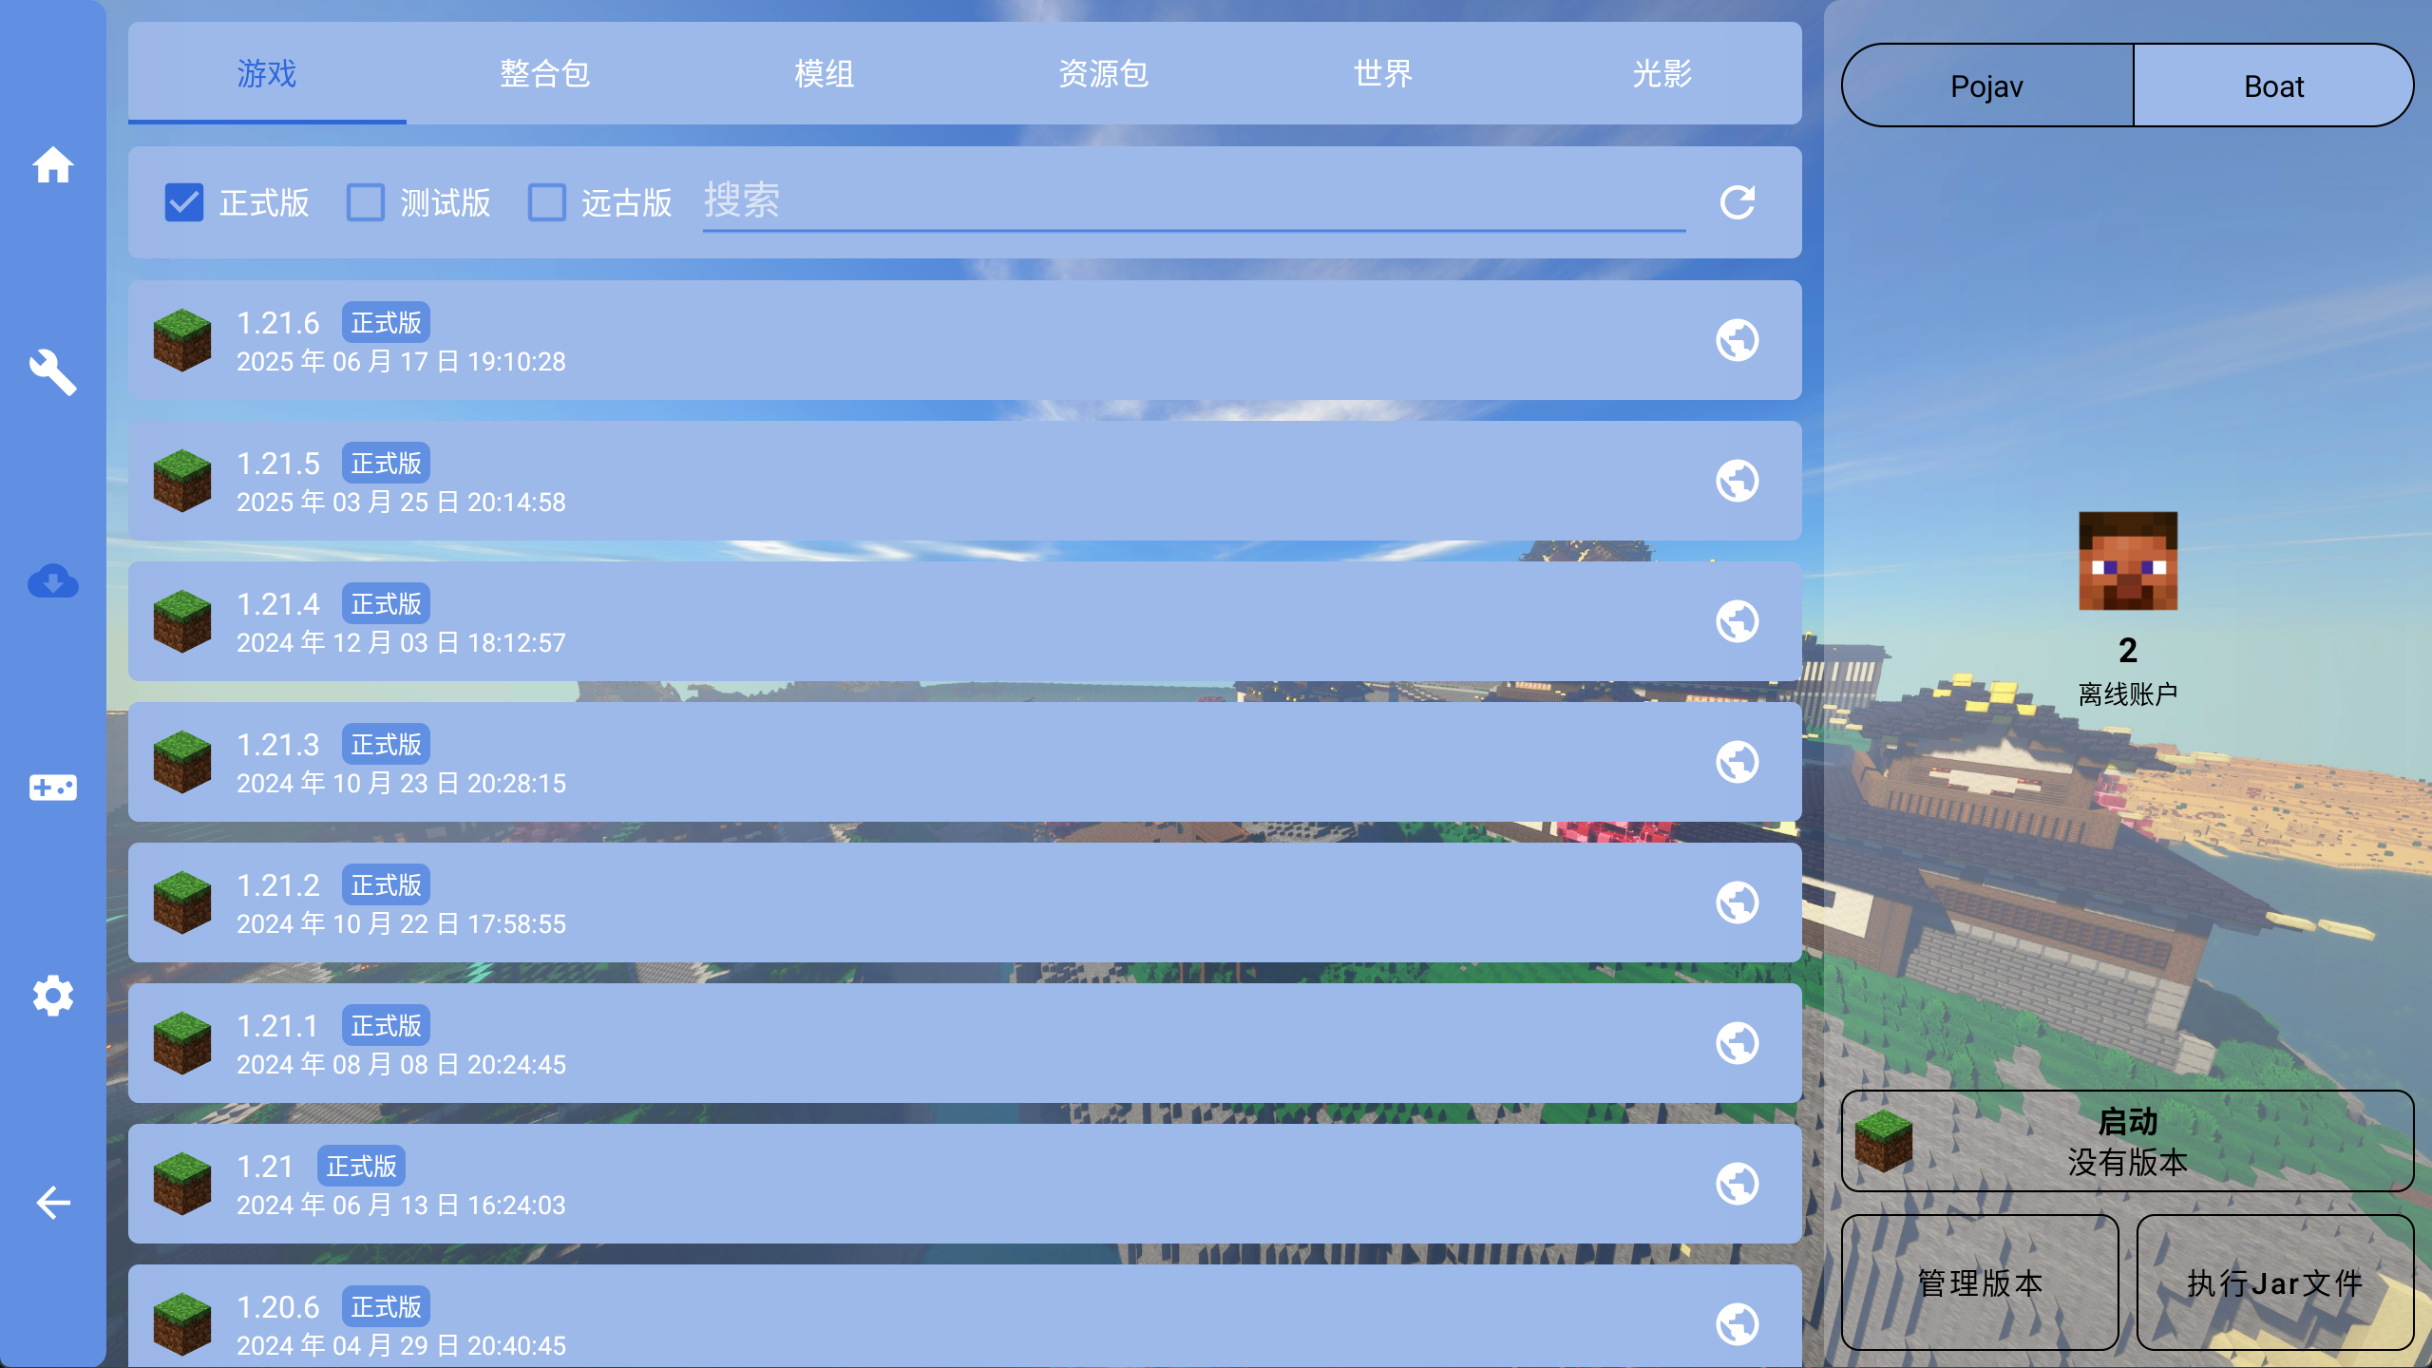 游戏
整合包
模组
资源包
世界
光影
正式版
测试版
远古版
搜索
1.21.6 正式版
2025 年 06 月 17 日 19:10:28
1.21.5 正式版
2025 年 03 月 25 日 20:14:58
1.21.4 正式版
2024 年 12 月 03 日 18:12:57
1.21.3 正式版
2024 年 10 月 23 日 20:28:15
1.21.2 正式版
2024 年 10 月 22 日 17:58:55
1.21.1 正式版
2024 年 08 月 08 日 20:24:45
1.21 正式版
2024 年 06 月 13 日 16:24:03
1.20.6 正式版
2024 年 04 月 29 日 20:40:45
Pojav
Boat
2
离线账户
启动
没有版本
管理版本
执行Jar文件